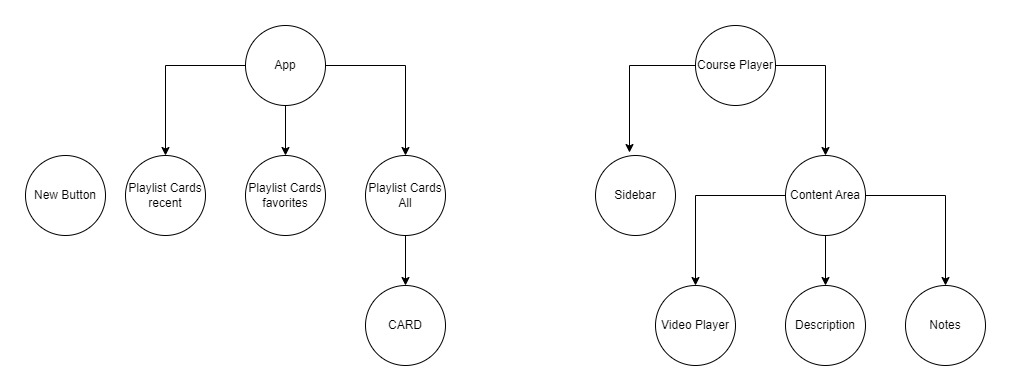 App
Course Player
New Button
Playlist Cards
recent
Playlist Cards
favorites
Playlist Cards
All
Sidebar
Content Area
CARD
Video Player
Description
Notes